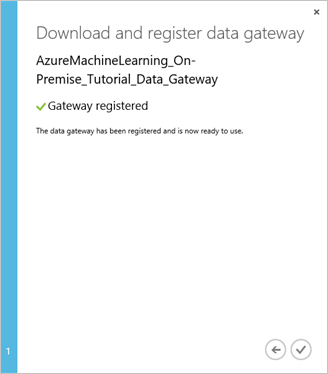 Download and register data gateway
AzureMachineLearning_On-
Premise_Tutorial_Data_Gateway
Gateway registered
The data gateway has been registered and is now ready to use.
1